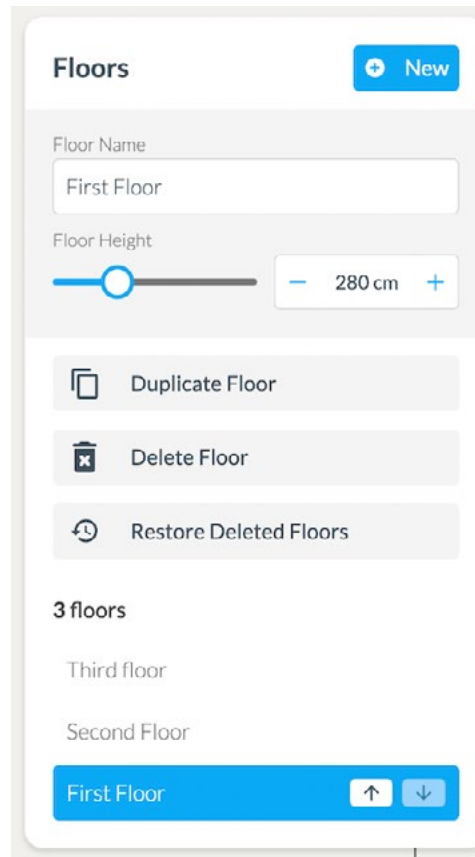 Floors
New
Floor Name
First Floor
Floor Height
280 cm
Duplicate Floor
Delete Floor
Restore Deleted Floors
3 floors
Third floor
Second Floor
First Floor